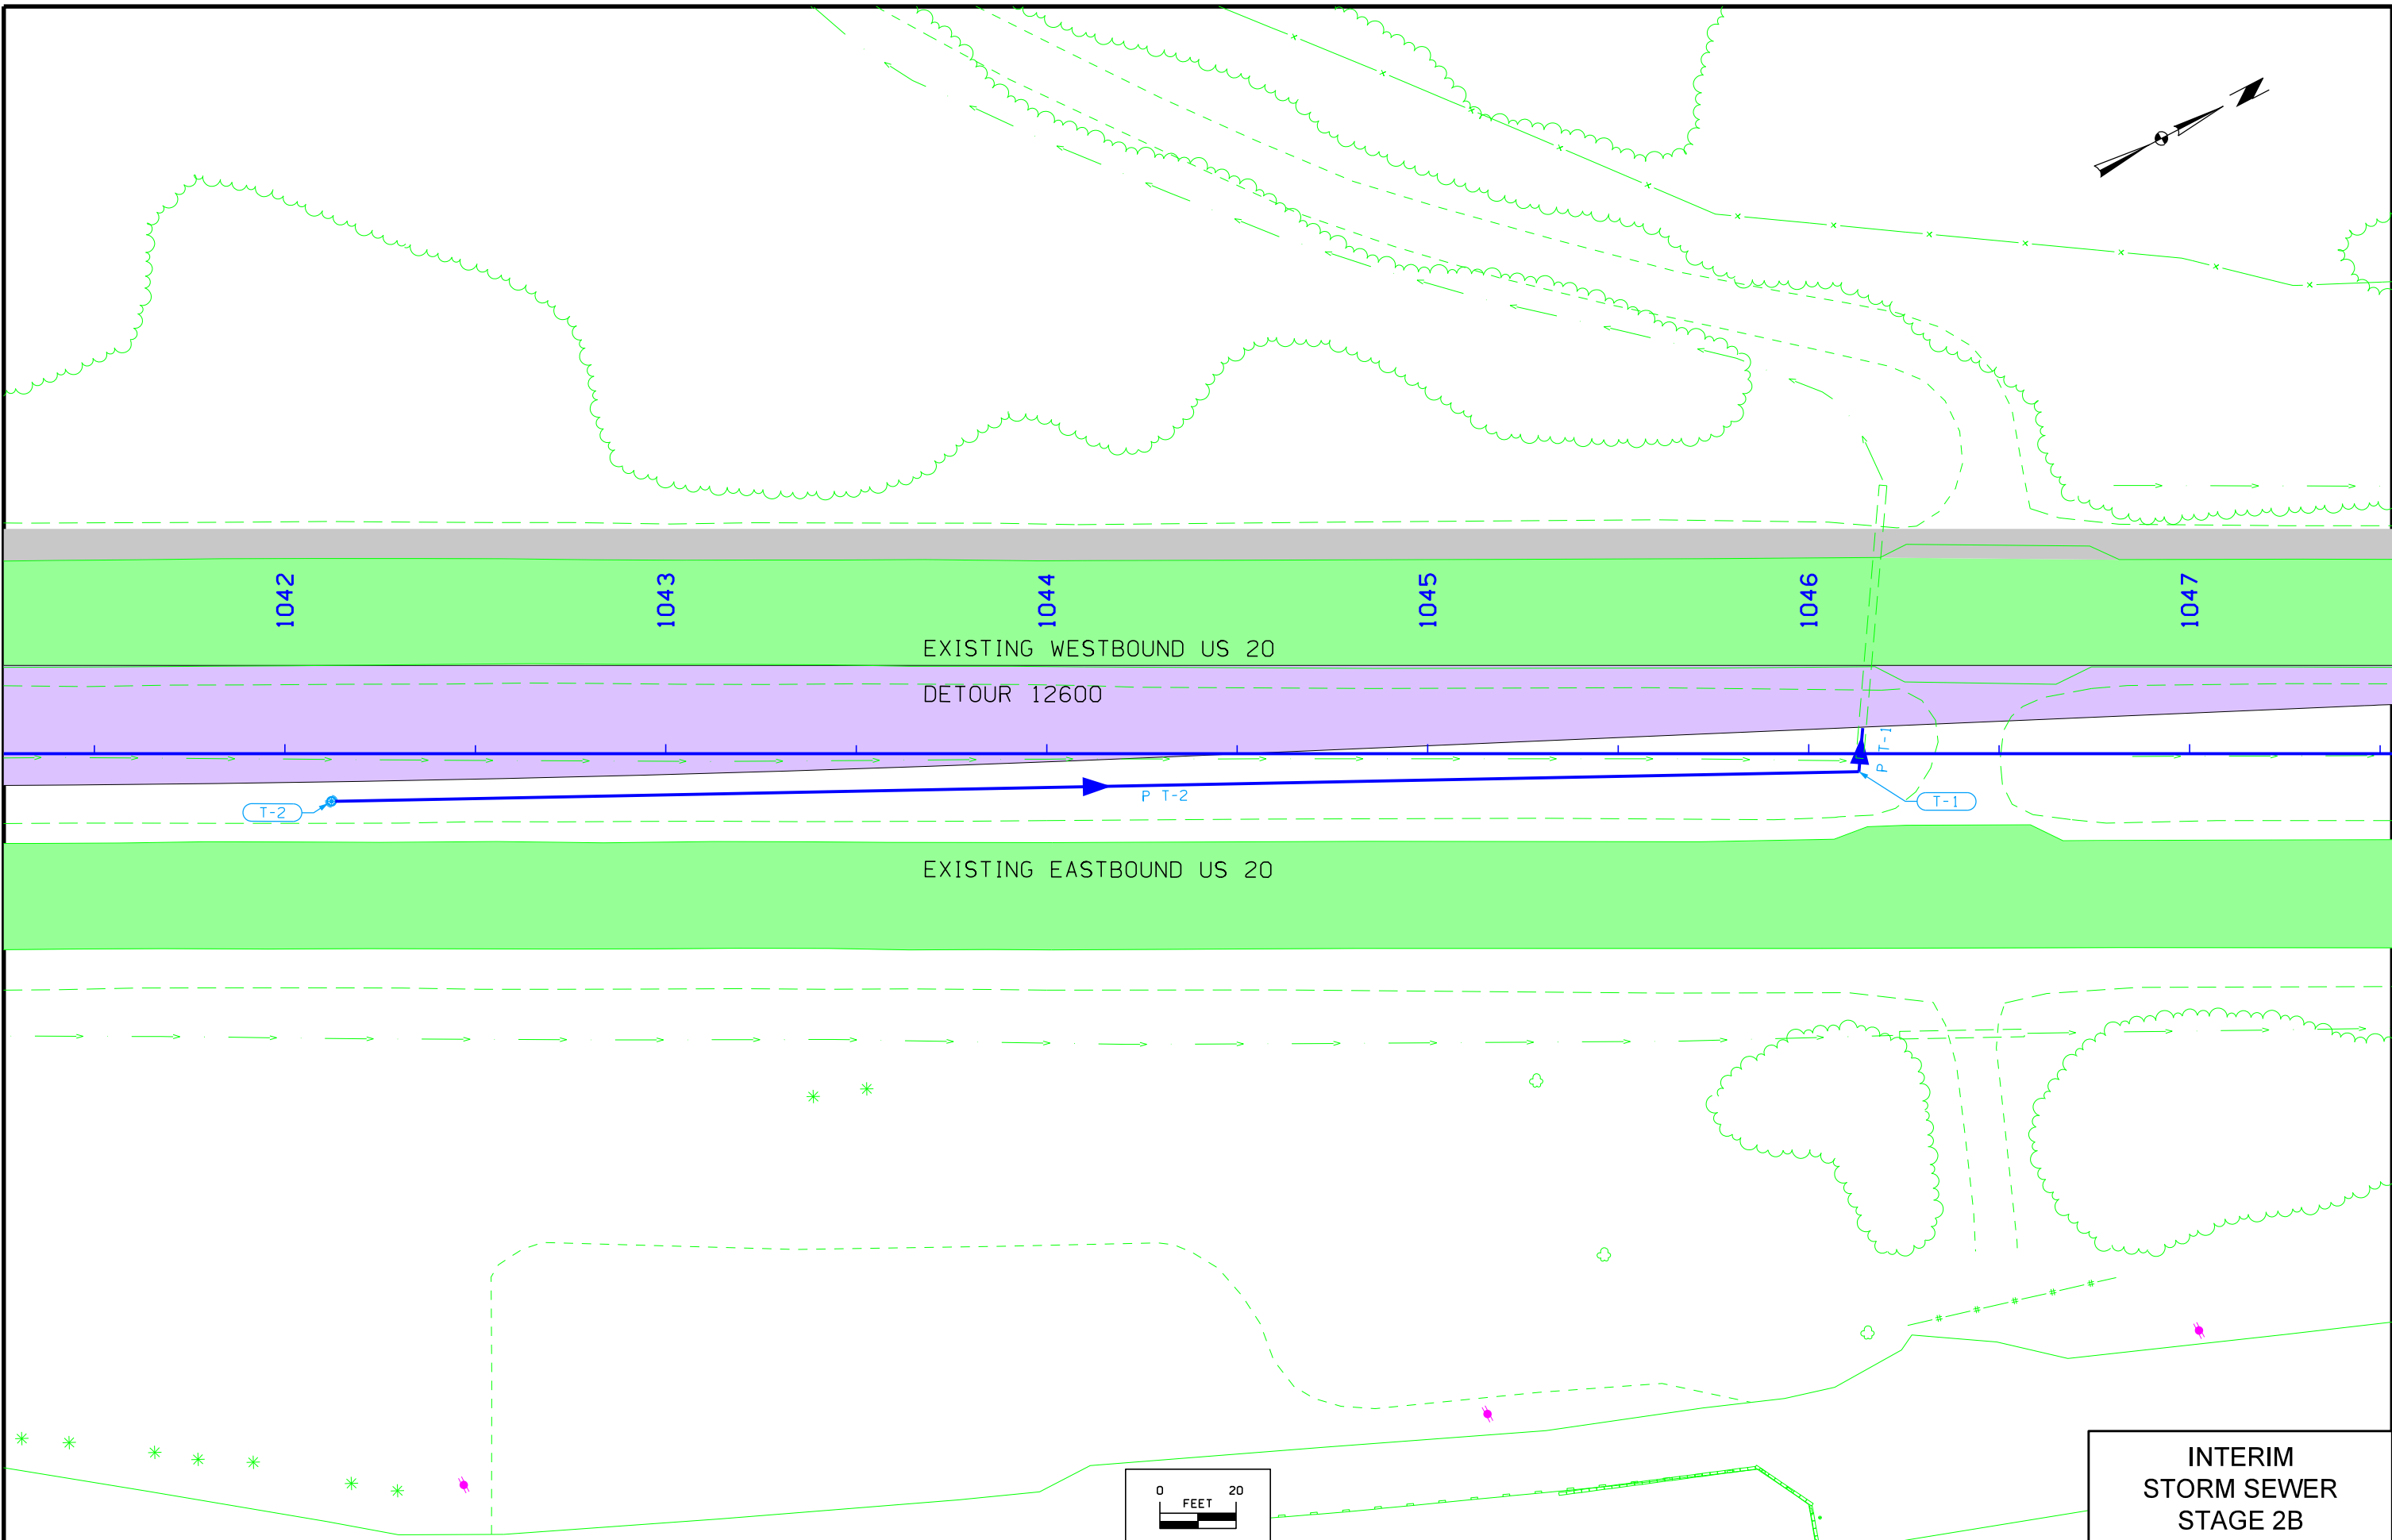 N
1042
1043
1044
1045
1046
1047
EXISTING WESTBOUND US 20
DETOUR 12600
P T-1
P T-2
T-2
T-1
EXISTING EASTBOUND US 20
0 20
FEET
INTERIM
STORM SEWER
STAGE 2B